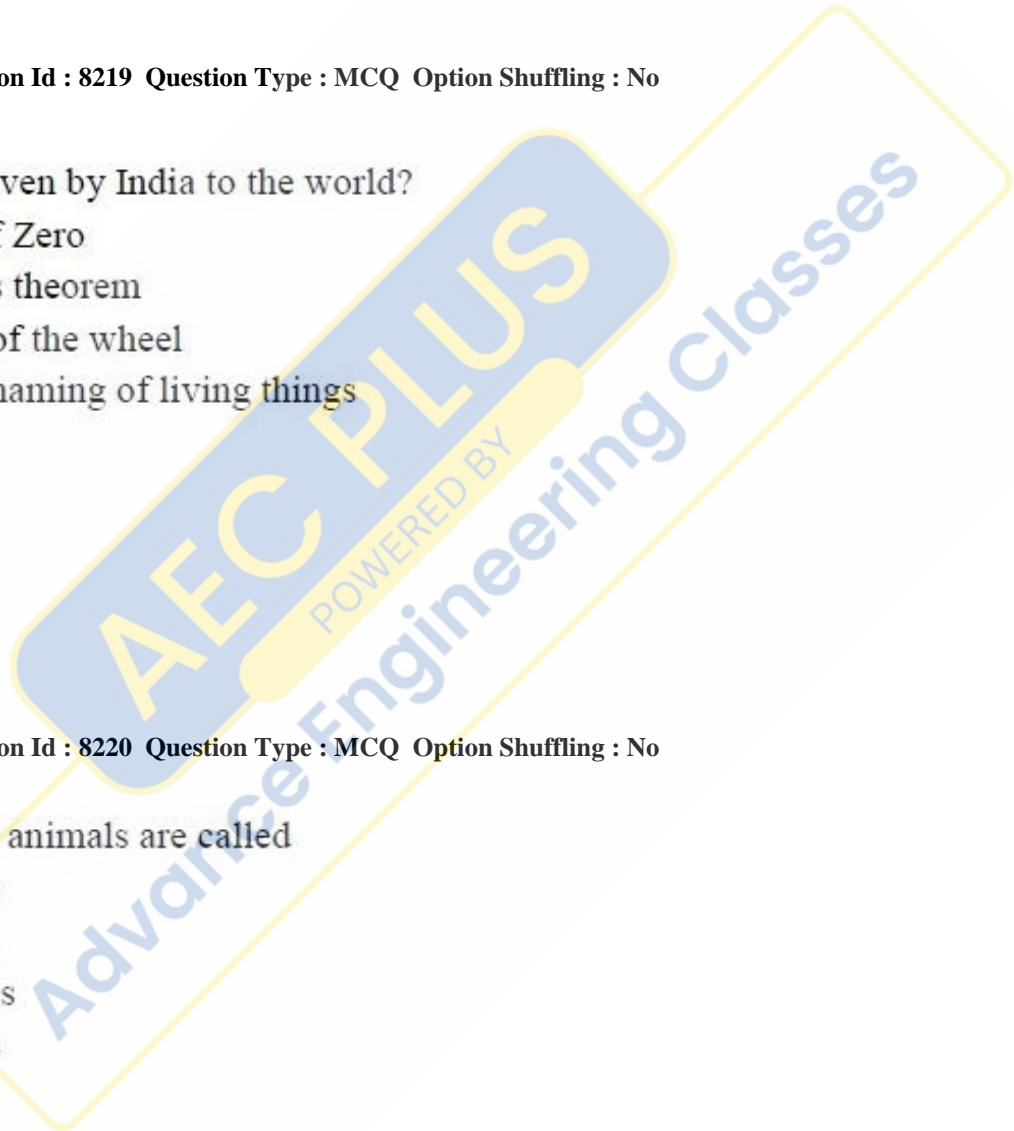 on Id : 8219 Question Type : MCQ Option Shuffling : No
ven by India to the world?
f Zero
s theorem
of the wheel
naming of living things
AEC PLUS
POWERED BY
Advance Engineering Classes
on Id : 8220 Question Type : MCQ Option Shuffling : No
animals are called
s